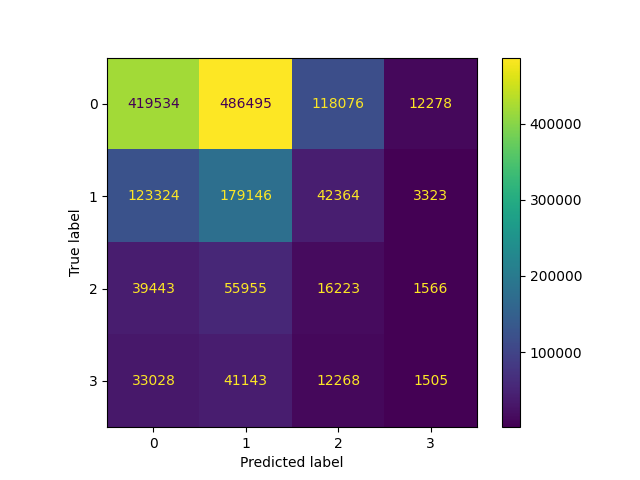 0 419534 486495 118076 12278
1 123324 179146 42364 3323
2 39443 55955 16223 1566
3 33028 41143 12268 1505
0 1 2 3
Predicted label
True label
400000
300000
200000
100000